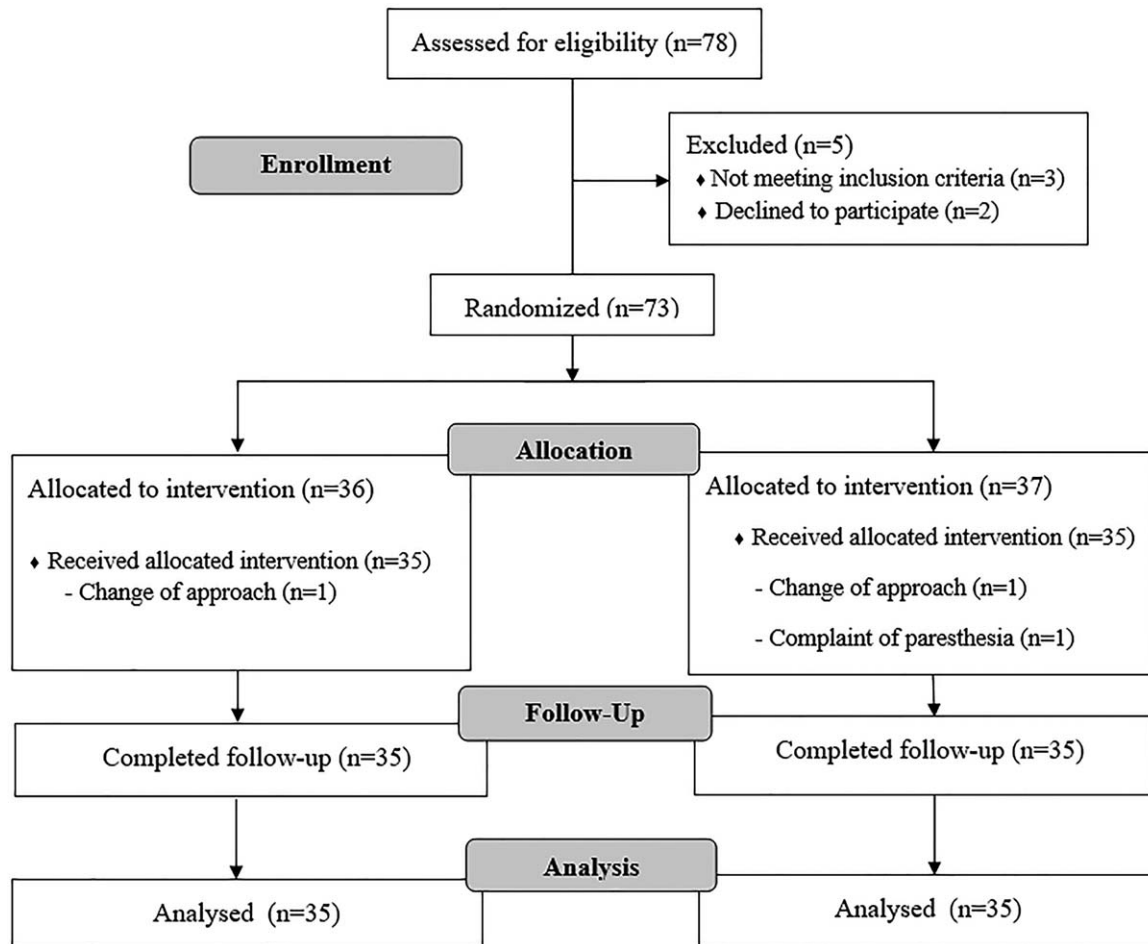 Assessed for eligibility (n=78)
Enrollment
Excluded (n=5)
♦ Not meeting inclusion criteria (n=3)
♦ Declined to participate (n=2)
Randomized (n=73)
Allocation
Allocated to intervention (n=36)
♦ Received allocated intervention (n=35)
- Change of approach (n=1)
Allocated to intervention (n=37)
♦ Received allocated intervention (n=35)
- Change of approach (n=1)
- Complaint of paresthesia (n=1)
Follow-Up
Completed follow-up (n=35)
Completed follow-up (n=35)
Analysis
Analysed (n=35)
Analysed (n=35)